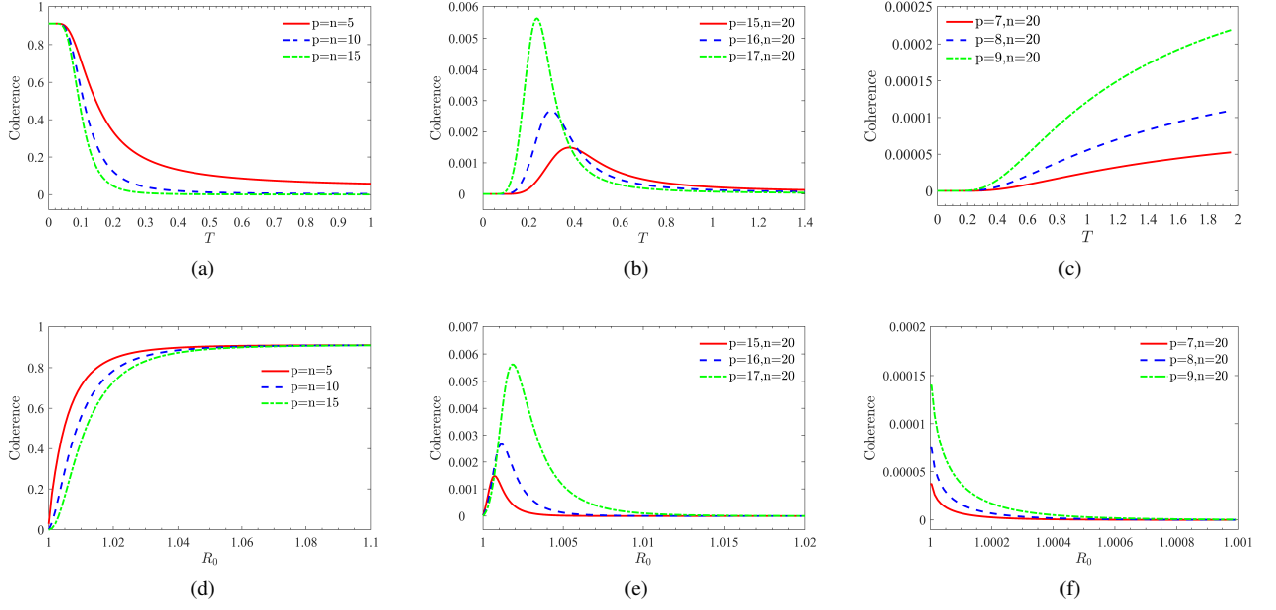 1
0.8
0.6
0.4
0.2
0
Coherence
p=n=5
p=n=10
p=n=15
0 0.1 0.2 0.3 0.4 0.5 0.6 0.7 0.8 0.9 1
T
(a)
0.006
0.005
0.004
0.003
0.002
0.001
0
Coherence
p=15,n=20
p=16,n=20
p=17,n=20
0 0.2 0.4 0.6 0.8 1 1.2 1.4
T
(b)
0.00025
0.0002
0.00015
0.0001
0.00005
0
Coherence
p=7,n=20
p=8,n=20
p=9,n=20
0 0.2 0.4 0.6 0.8 1 1.2 1.4 1.6 1.8 2
T
(c)
1
0.8
0.6
0.4
0.2
0
Coherence
p=n=5
p=n=10
p=n=15
1 1.02 1.04 1.06 1.08 1.1
R0
(d)
0.007
0.006
0.005
0.004
0.003
0.002
0.001
0
Coherence
p=15,n=20
p=16,n=20
p=17,n=20
1 1.005 1.01 1.015 1.02
R0
(e)
0.0002
0.00015
0.0001
0.00005
0
Coherence
p=7,n=20
p=8,n=20
p=9,n=20
1 1.0002 1.0004 1.0006 1.0008 1.001
R0
(f)